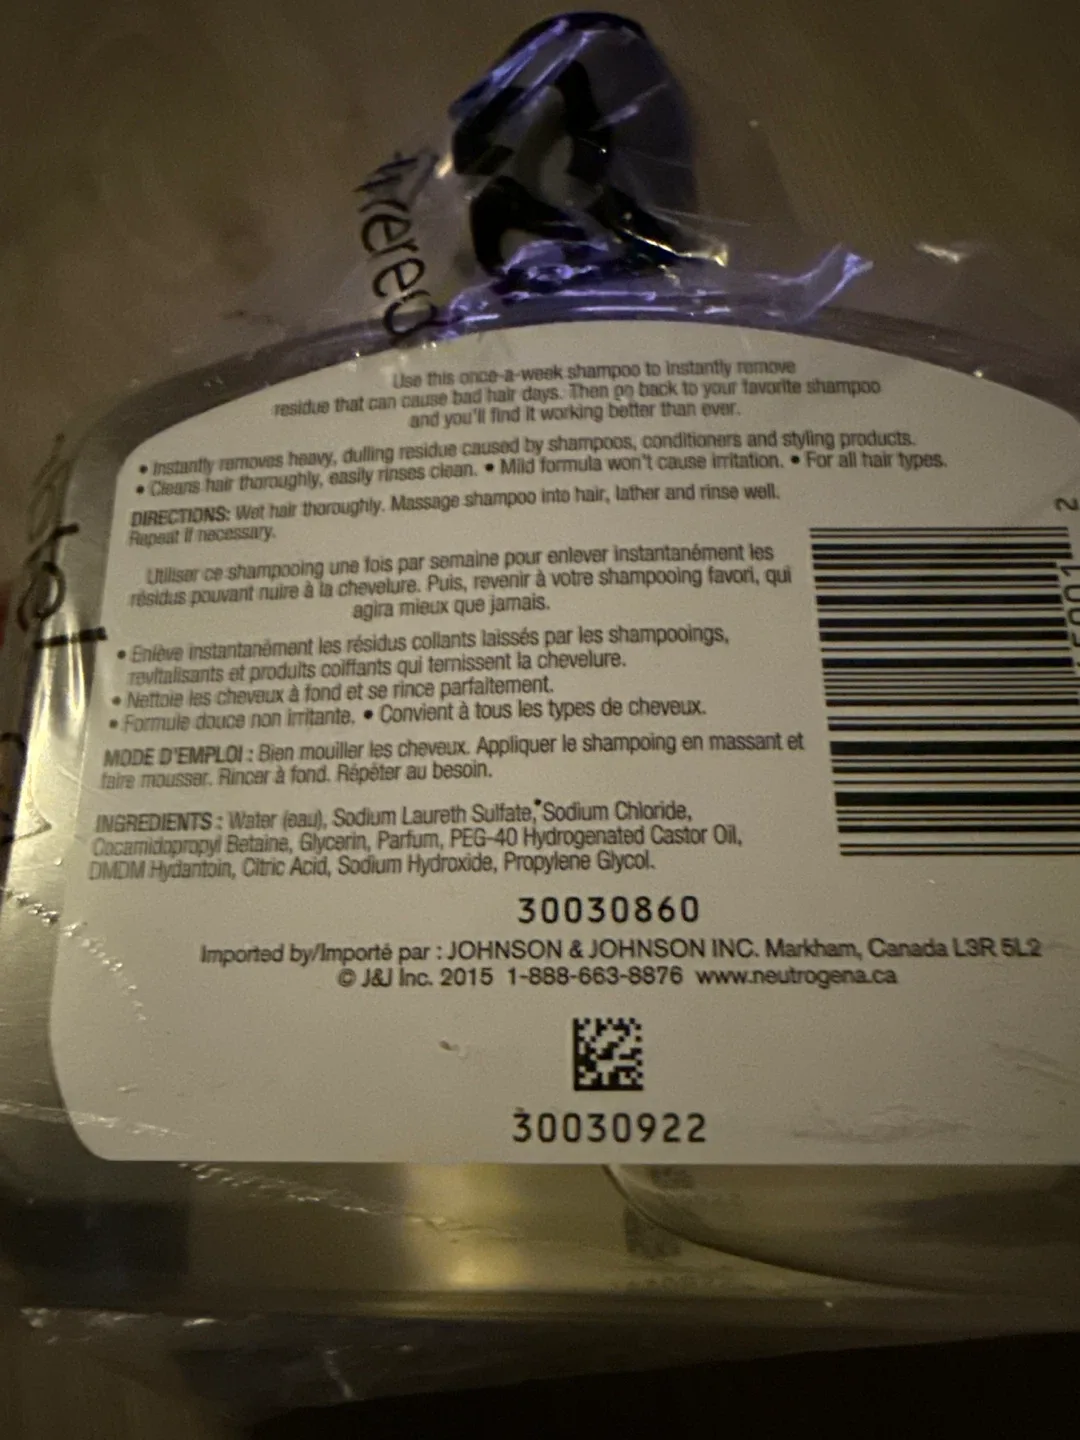 Use this once-a-week shampoo to instantly remove
residue that can cause bad hair days. Then go back to your favorite shampoo
and you'll find it working better than ever.
• Instantly removes heavy, dulling residue caused by shampoos, conditioners and styling products.
• Cleans hair thoroughly, easily rinses clean. • Mild formula won't cause irritation. • For all hair types.
DIRECTIONS: Wet hair thoroughly. Massage shampoo into hair, lather and rinse well.
Repeat if necessary.
Utiliser ce shampooing une fois par semaine pour enlever instantanément les
résidus pouvant nuire à la chevelure. Puis, revenir à votre shampooing favori, qui
agira mieux que jamais.
• Enlève instantanément les résidus collants laissés par les shampooings,
revitalisants et produits coiffants qui ternissent la chevelure.
• Nettoie les cheveux à fond et se rince parfaitement.
• Formule douce non irritante. • Convient à tous les types de cheveux.
MODE D'EMPLOI : Bien mouiller les cheveux. Appliquer le shampoing en massant et
faire mousser. Rincer à fond. Répéter au besoin.
INGREDIENTS : Water (eau), Sodium Laureth Sulfate, Sodium Chloride,
Cocamidopropyl Betaine, Glycerin, Parfum, PEG-40 Hydrogenated Castor Oil,
DMDM Hydantoin, Citric Acid, Sodium Hydroxide, Propylene Glycol.
30030860
Imported by/Importé par : JOHNSON & JOHNSON INC. Markham, Canada L3R 5L2
© J&J Inc. 2015 1-888-663-8876 www.neutrogena.ca
30030922